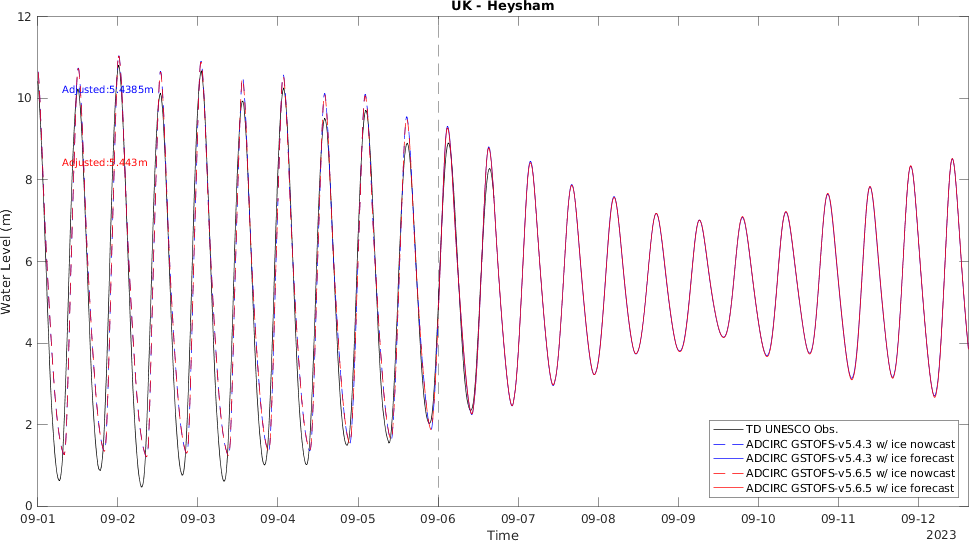 UK - Heysham
12
10
8
6
4
2
0
Water Level (m)
Adjusted:5.4385m
Adjusted:5.443m
TD UNESCO Obs.
ADCIRC GSTOFS-v5.4.3 w/ ice nowcast
ADCIRC GSTOFS-v5.4.3 w/ ice forecast
ADCIRC GSTOFS-v5.6.5 w/ ice nowcast
ADCIRC GSTOFS-v5.6.5 w/ ice forecast
09-01 09-02 09-03 09-04 09-05 09-06 09-07 09-08 09-09 09-10 09-11 09-12
Time
2023